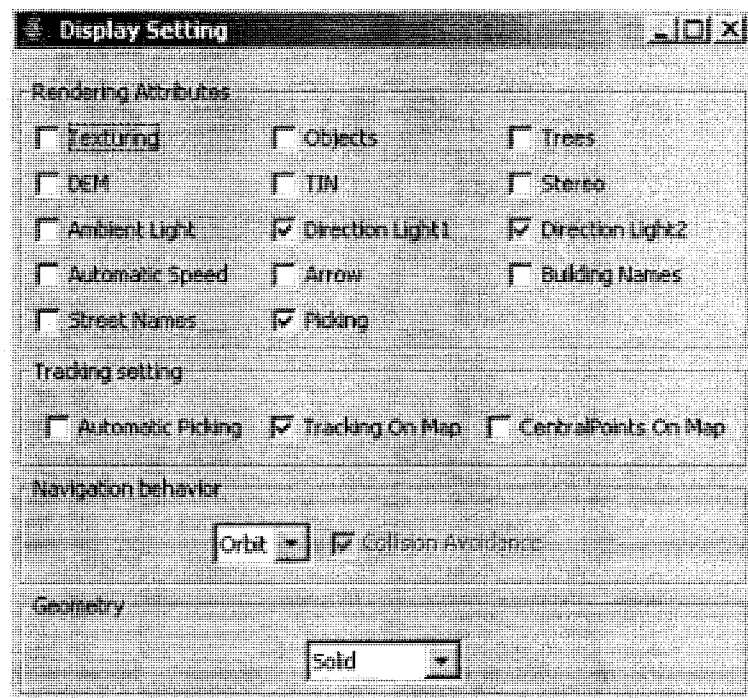 Display Setting
Rendering Attributes
Texturing Objects Trees
DEM TIN Stereo
Ambient Light Direction Light1 Direction Light2
Automatic Speed Arrow Building Names
Street Names Picking
Tracking setting
Automatic Picking Tracking On Map CentralPoints On Map
Navigation behavior
Orbit Collison Avoidance
Geometry
Solid